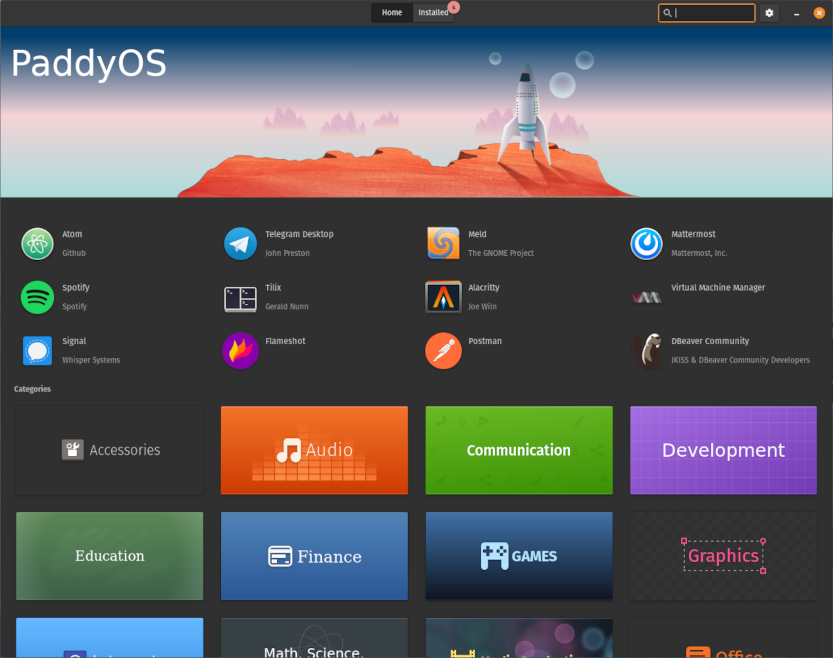 Home
Installed
4
PaddyOS
Atom
Github
Telegram Desktop
John Preston
Meld
The GNOME Project
Mattermost
Mattermost, Inc.
Spotify
Spotify
Tilix
Gerald Nunn
Alacritty
Joe Wiln
Virtual Machine Manager
Signal
Whisper Systems
Flameshot
Postman
DBeaver Community
JKISS & DBeaver Community Developers
Categories
Accessories
Audio
Communication
Development
Education
Finance
GAMES
Graphics
Math, Science,
Office